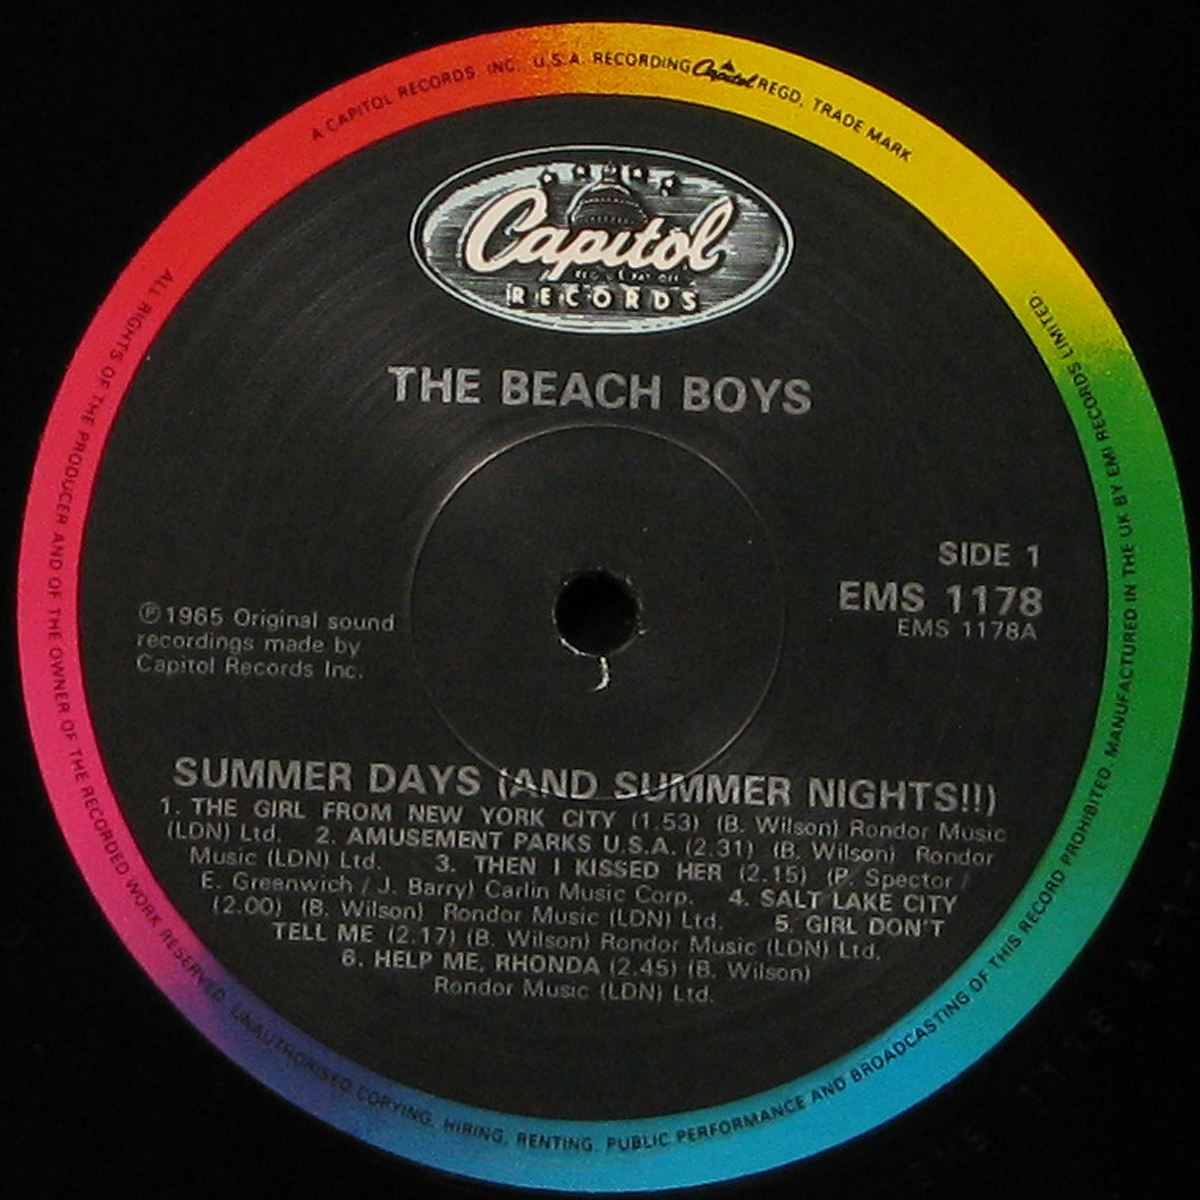 A CAPITOL RECORDS INC. U.S.A. RECORDING Capitol REGD. TRADE MARK
Capitol
RECORDS
THE BEACH BOYS
SIDE 1
EMS 1178
EMS 1178A
℗ 1965 Original sound
recordings made by
Capitol Records Inc.
SUMMER DAYS (AND SUMMER NIGHTS!!)
1. THE GIRL FROM NEW YORK CITY (1.53) (B. Wilson) Rondor Music
(LDN) Ltd. 2. AMUSEMENT PARKS U.S.A. (2.31) (B. Wilson) Rondor
Music (LDN) Ltd. 3. THEN I KISSED HER (2.15) (P. Spector /
E. Greenwich / J. Barry) Carlin Music Corp. 4. SALT LAKE CITY
(2.00) (B. Wilson) Rondor Music (LDN) Ltd. 5. GIRL DON'T
TELL ME (2.17) (B. Wilson) Rondor Music (LDN) Ltd.
6. HELP ME, RHONDA (2.45) (B. Wilson)
Rondor Music (LDN) Ltd.
ALL RIGHTS OF THE PRODUCER AND OF THE OWNER OF THE RECORDED WORK RESERVED. UNAUTHORISED COPYING, HIRING, RENTING, PUBLIC PERFORMANCE AND BROADCASTING OF THIS RECORD PROHIBITED. MANUFACTURED IN THE UK BY EMI RECORDS LIMITED.